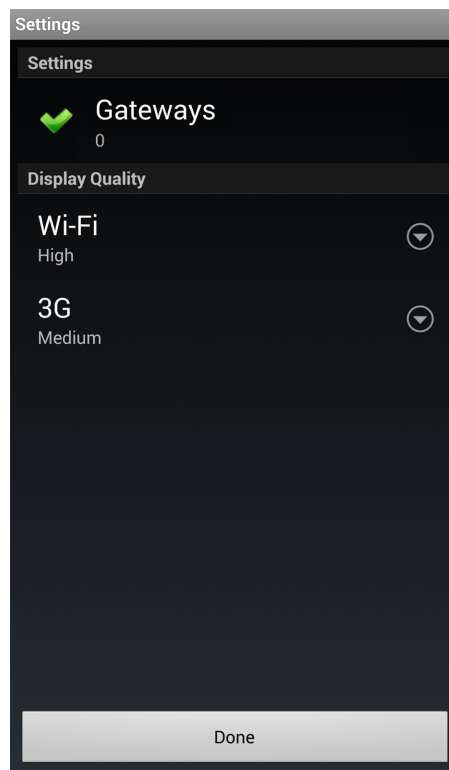 Settings
Settings
Gateways
0
Display Quality
Wi-Fi
High
3G
Medium
Done